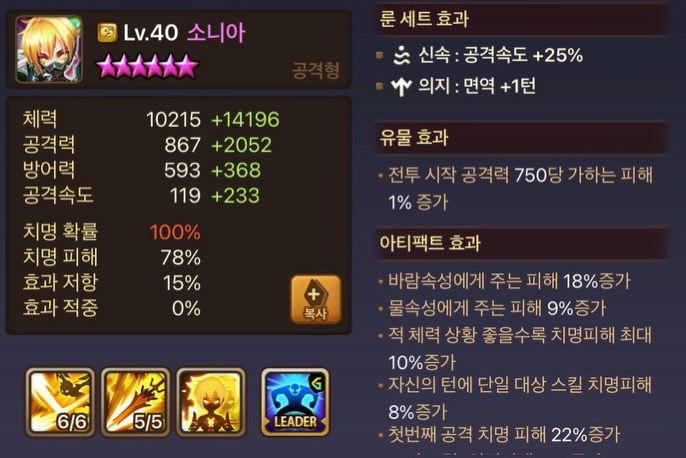 Lv.40 소니아
공격형
체력 10215 +14196
공격력 867 +2052
방어력 593 +368
공격속도 119 +233
치명 확률 100%
치명 피해 78%
효과 저항 15%
효과 적중 0%
복사
6/6
5/5
LEADER
G
룬 세트 효과
신속 : 공격속도 +25%
의지 : 면역 +1턴
유물 효과
• 전투 시작 공격력 750당 가하는 피해
1% 증가
아티팩트 효과
• 바람속성에게 주는 피해 18%증가
• 물속성에게 주는 피해 9%증가
• 적 체력 상황 좋을수록 치명피해 최대
10%증가
• 자신의 턴에 단일 대상 스킬 치명피해
8%증가
• 첫번째 공격 치명 피해 22%증가